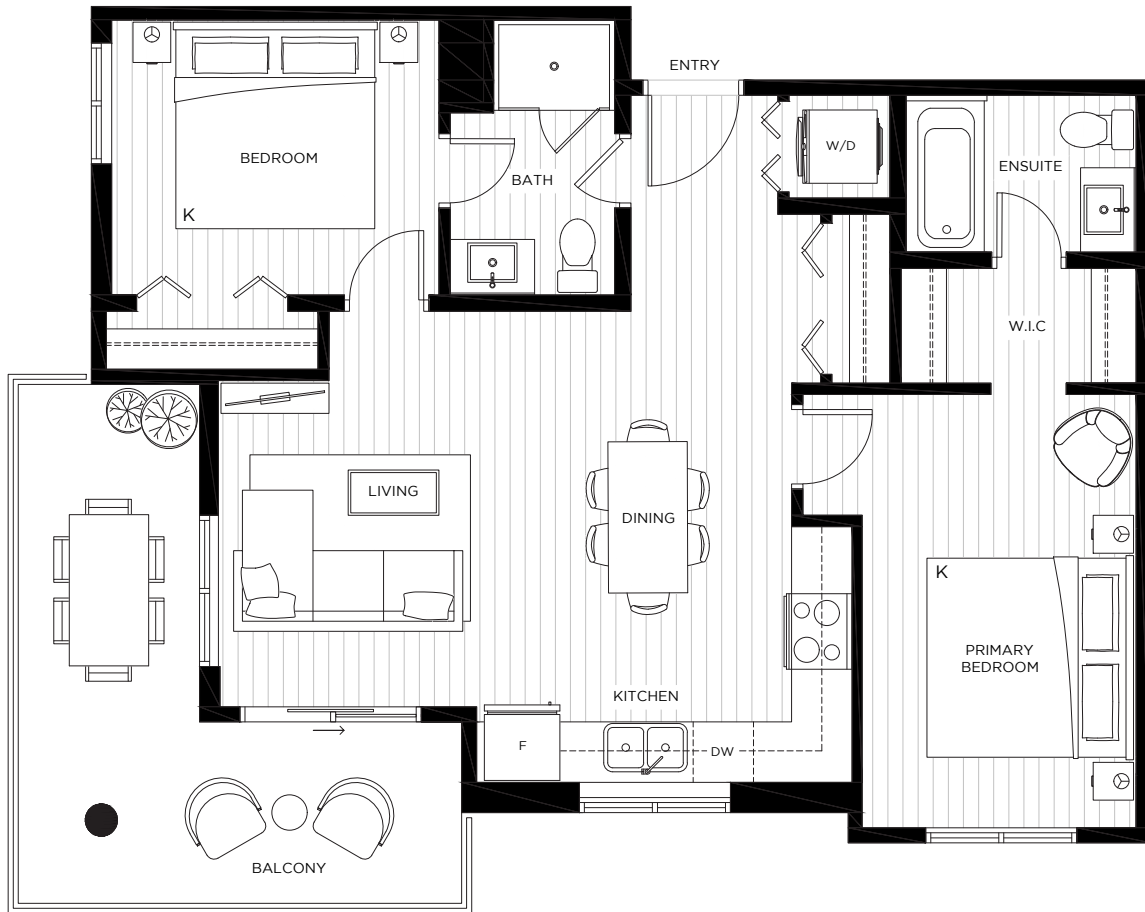 ENTRY
W/D
BEDROOM
BATH
ENSUITE
K
W.I.C
LIVING
DINING
K
PRIMARY
BEDROOM
KITCHEN
F
DW
BALCONY